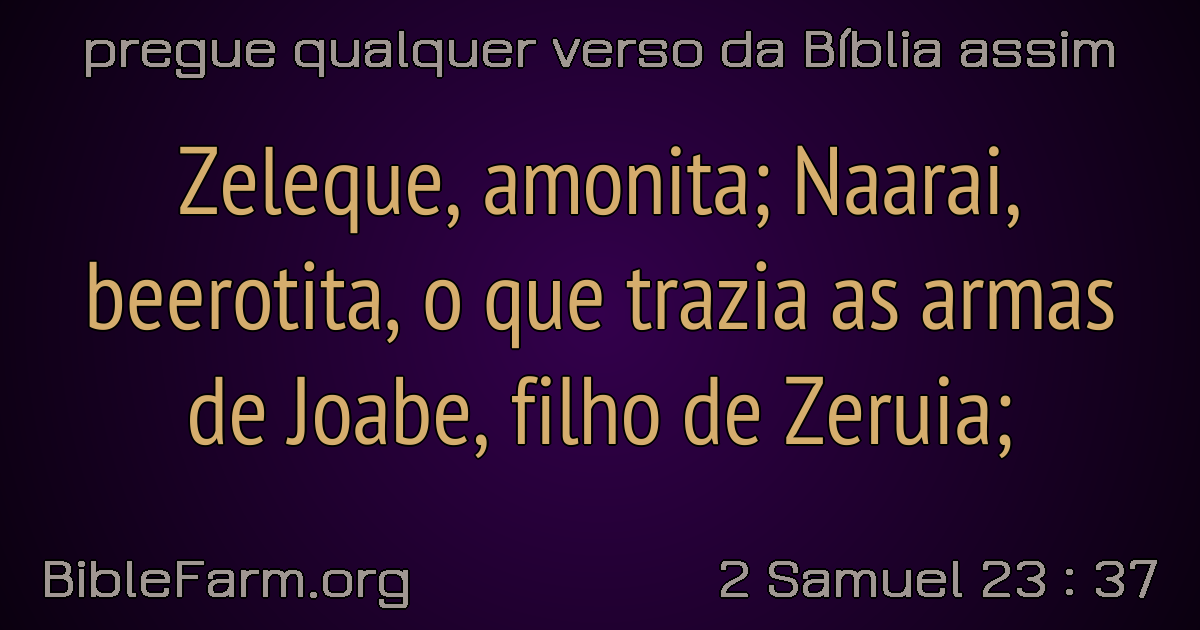 pregue qualquer verso da Bíblia assim
Zeleque, amonita; Naarai,
beerotita, o que trazia as armas
de Joabe, filho de Zeruia;
BibleFarm.org
2 Samuel 23 : 37